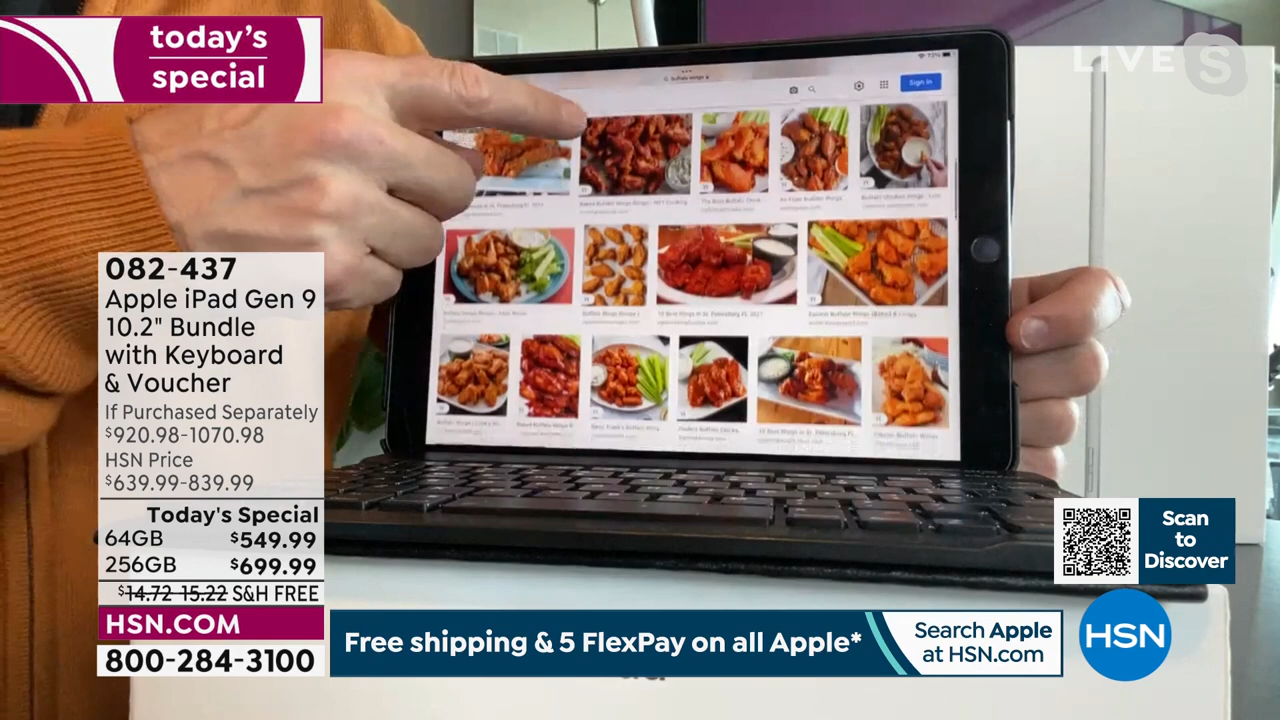 today's
special
LIVE S
72%
buffalo wings
Sign in
082-437
Apple iPad Gen 9
10.2" Bundle
with Keyboard
& Voucher
If Purchased Separately
$920.98-1070.98
HSN Price
$639.99-839.99
Today's Special
64GB $549.99
256GB $699.99
$14.72-15.22 S&H FREE
HSN.COM
800-284-3100
Free shipping & 5 FlexPay on all Apple*
Search Apple
at HSN.com
Scan
to
Discover
HSN